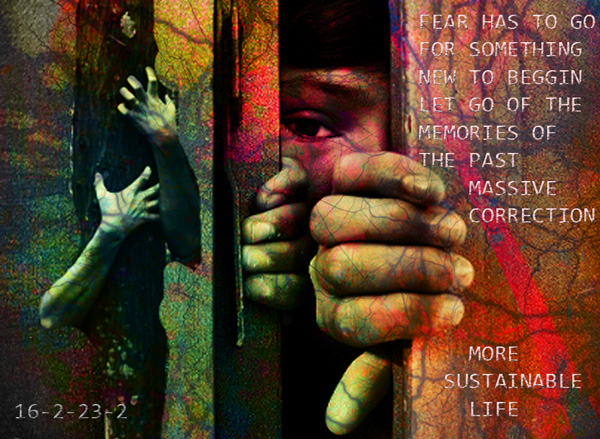 FEAR HAS TO GO
FOR SOMETHING
NEW TO BEGGIN
LET GO OF THE
MEMORIES OF
THE PAST
MASSIVE
CORRECTION
MORE
SUSTAINABLE
LIFE
16-2-23-2